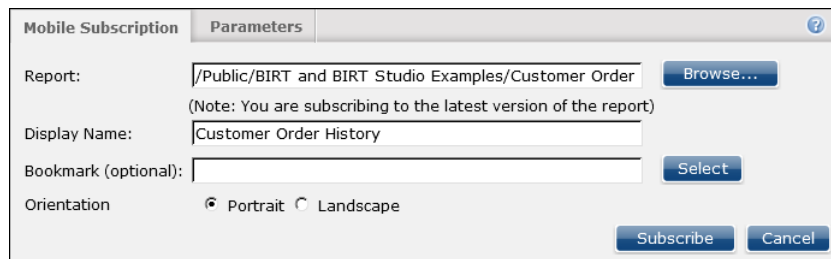 Mobile Subscription Parameters ?
Report: /Public/BIRT and BIRT Studio Examples/Customer Order Browse...
(Note: You are subscribing to the latest version of the report)
Display Name: Customer Order History
Bookmark (optional): Select
Orientation Portrait Landscape
Subscribe Cancel